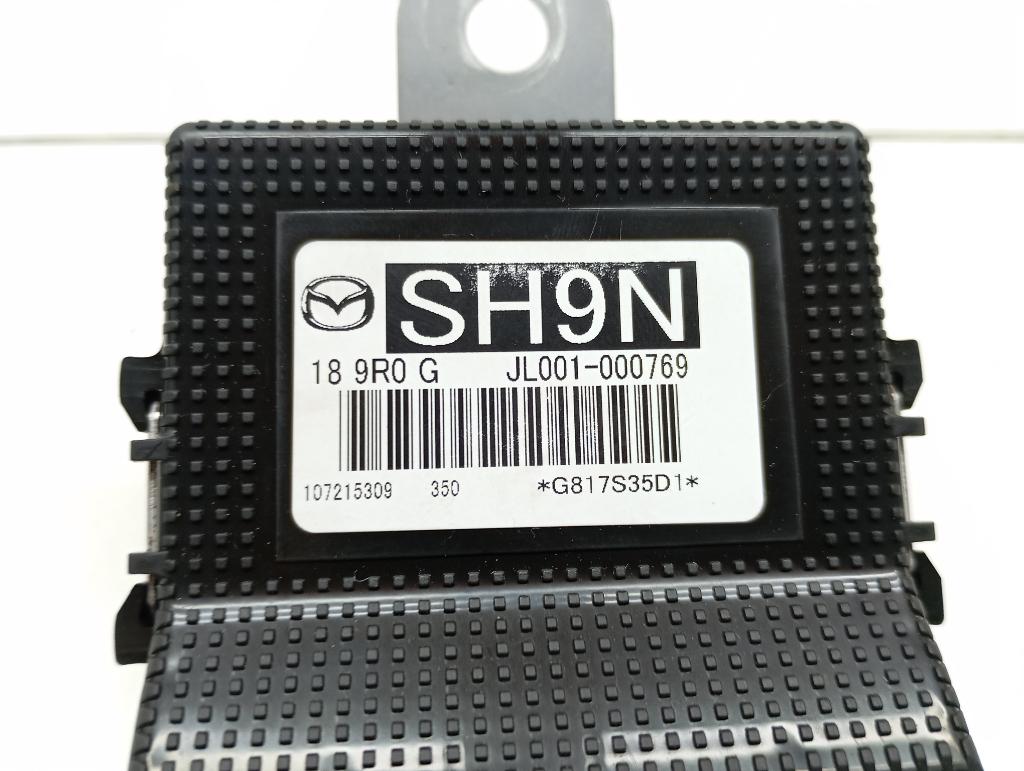 SH9N
18 9R0 G JL001-000769
107215309 350 *G817S35D1*